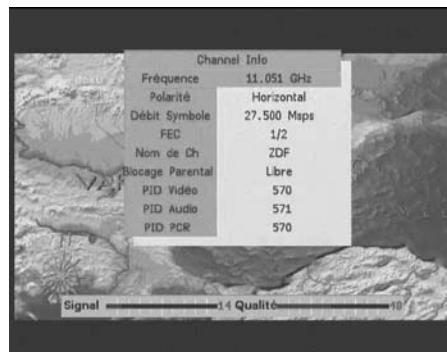 Channel Info
Fréquence 11.051 GHz
Polarité Horizontal
Débit Symbole 27.500 Msps
FEC 1/2
Nom de Ch ZDF
Blocage Parental Libre
PID Vidéo 570
PID Audio 571
PID PCR 570
Signal 14 Qualité